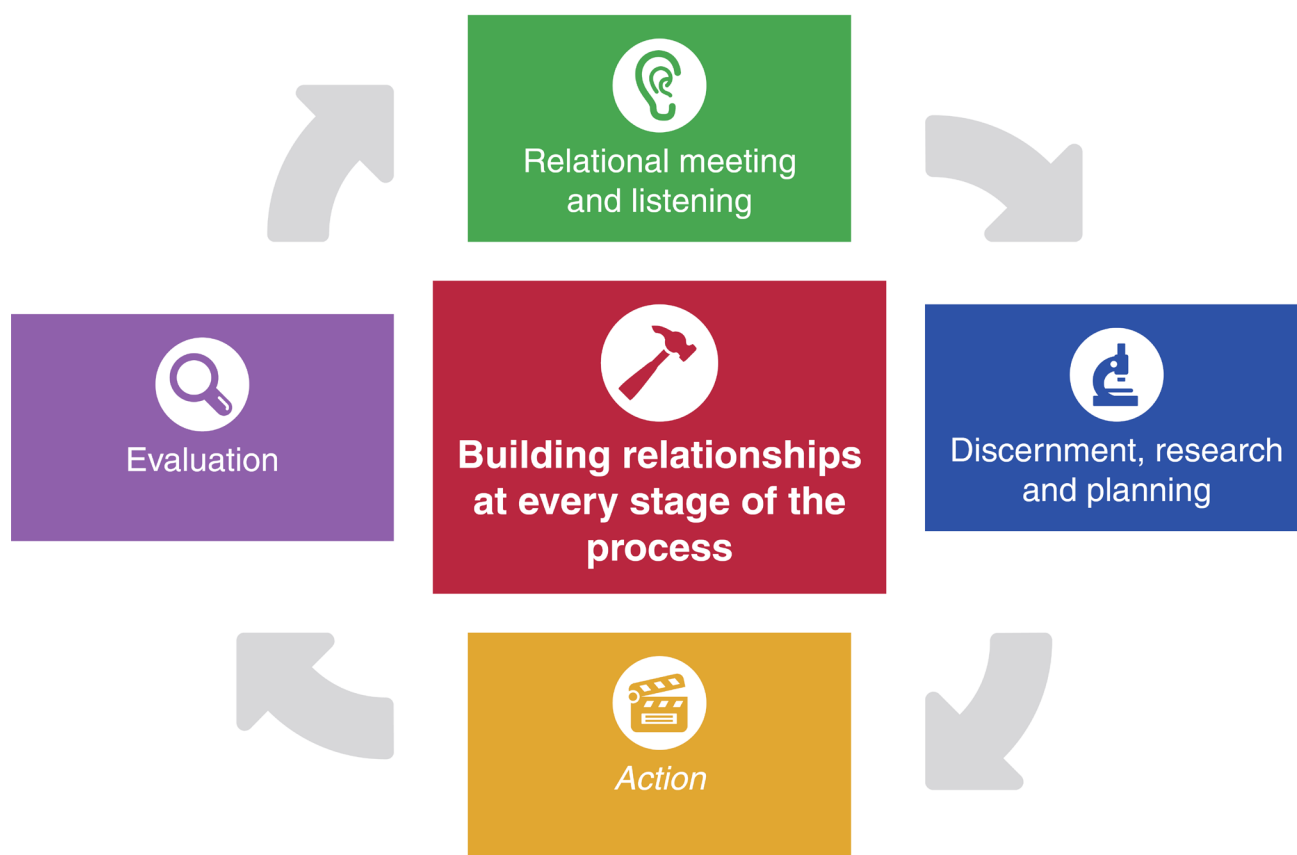 Relational meeting
and listening
Evaluation
Building relationships
at every stage of the
process
Discernment, research
and planning
Action